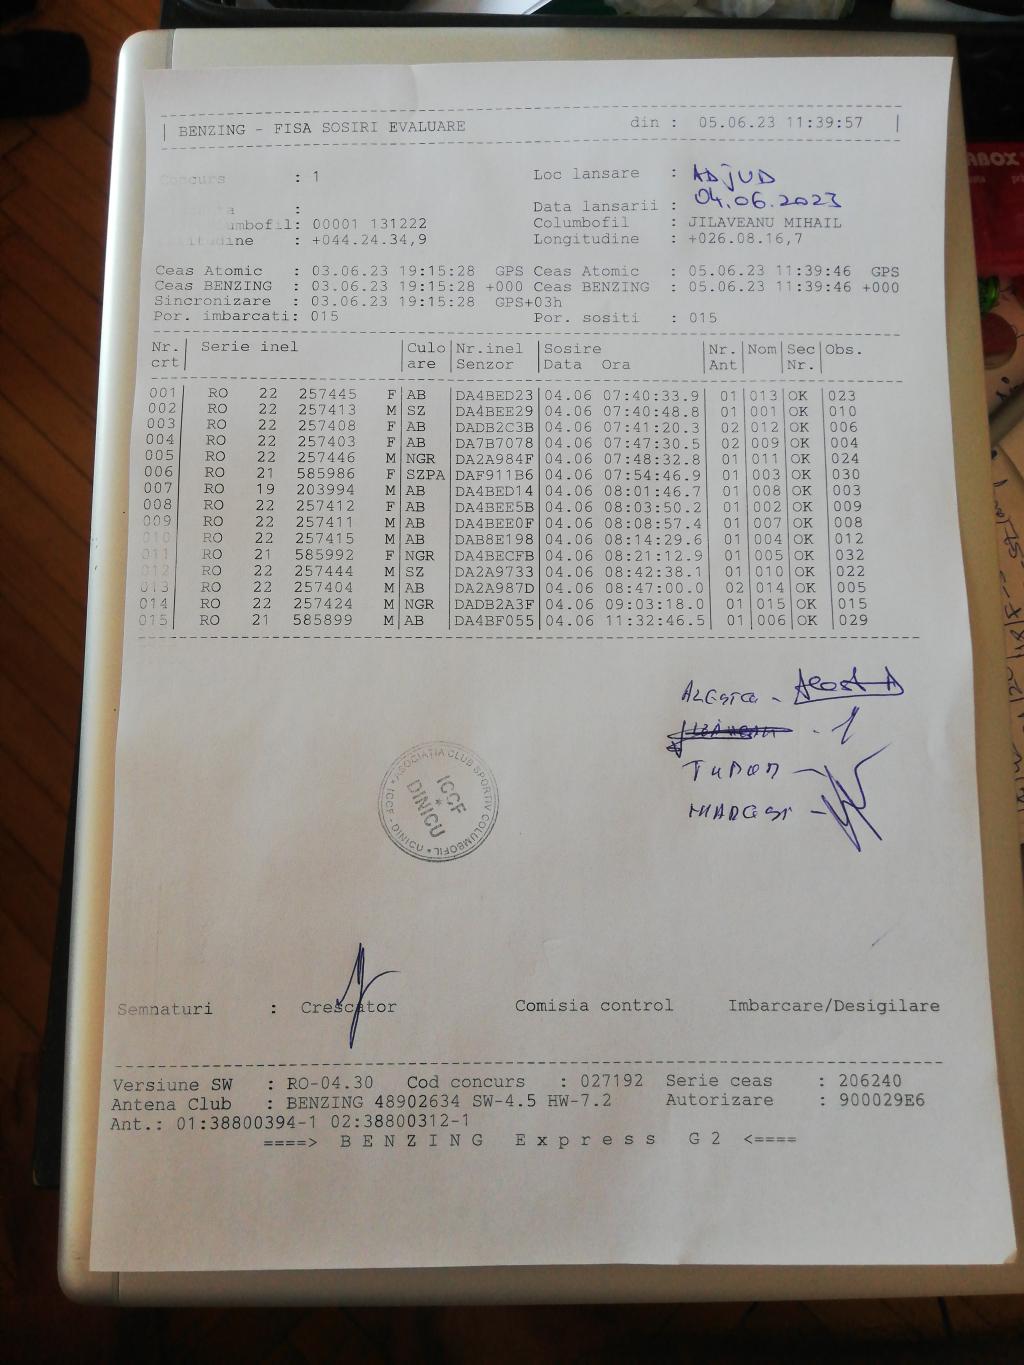 | BENZING - FISA SOSIRI EVALUARE din : 05.06.23 11:39:57 |
Concurs : 1 Loc lansare : ADJUD
: Data lansarii : 04.06.2023
umbofil: 00001 131222 Columbofil : JILAVEANU MIHAIL
itudine : +044.24.34,9 Longitudine : +026.08.16,7
Ceas Atomic : 03.06.23 19:15:28 GPS Ceas Atomic : 05.06.23 11:39:46 GPS
Ceas BENZING : 03.06.23 19:15:28 +000 Ceas BENZING : 05.06.23 11:39:46 +000
Sincronizare : 03.06.23 19:15:28 GPS+03h
Por. imbarcati: 015 Por. sositi : 015
Nr. | Serie inel |Culo|Nr.inel |Sosire |Nr. |Nom|Sec|Obs.
crt| |are |Senzor |Data Ora |Ant | |Nr.|
001 RO 22 257445 F AB DA4BED23 04.06 07:40:33.9 01 013 OK 023
002 RO 22 257413 M SZ DA4BEE29 04.06 07:40:48.8 01 001 OK 010
003 RO 22 257408 F AB DADB2C3B 04.06 07:41:20.3 02 012 OK 006
004 RO 22 257403 F AB DA7B7078 04.06 07:47:30.5 02 009 OK 004
005 RO 22 257446 M NGR DA2A984F 04.06 07:48:32.8 01 011 OK 024
006 RO 21 585986 F SZPA DAF911B6 04.06 07:54:46.9 01 003 OK 030
007 RO 19 203994 M AB DA4BED14 04.06 08:01:46.7 01 008 OK 003
008 RO 22 257412 F AB DA4BEE5B 04.06 08:03:50.2 01 002 OK 009
009 RO 22 257411 M AB DA4BEE0F 04.06 08:08:57.4 01 007 OK 008
010 RO 22 257415 M AB DAB8E198 04.06 08:14:29.6 01 004 OK 012
011 RO 21 585992 F NGR DA4BECFB 04.06 08:21:12.9 01 005 OK 032
012 RO 22 257444 M SZ DA2A9733 04.06 08:42:38.1 01 010 OK 022
013 RO 22 257404 M AB DA2A987D 04.06 08:47:00.0 02 014 OK 005
014 RO 22 257424 M NGR DADB2A3F 04.06 09:03:18.0 01 015 OK 015
015 RO 21 585899 M AB DA4BF055 04.06 11:32:46.5 01 006 OK 029
TUDOR
ASOCIATIA CLUB SPORTIV COLUMBOFIL * ICCF - DINICU *
ICCF
*
DINICU
Semnaturi : Crescator Comisia control Imbarcare/Desigilare
Versiune SW : RO-04.30 Cod concurs : 027192 Serie ceas : 206240
Antena Club : BENZING 48902634 SW-4.5 HW-7.2 Autorizare : 900029E6
Ant.: 01:38800394-1 02:38800312-1
====> B E N Z I N G E x p r e s s G 2 <====